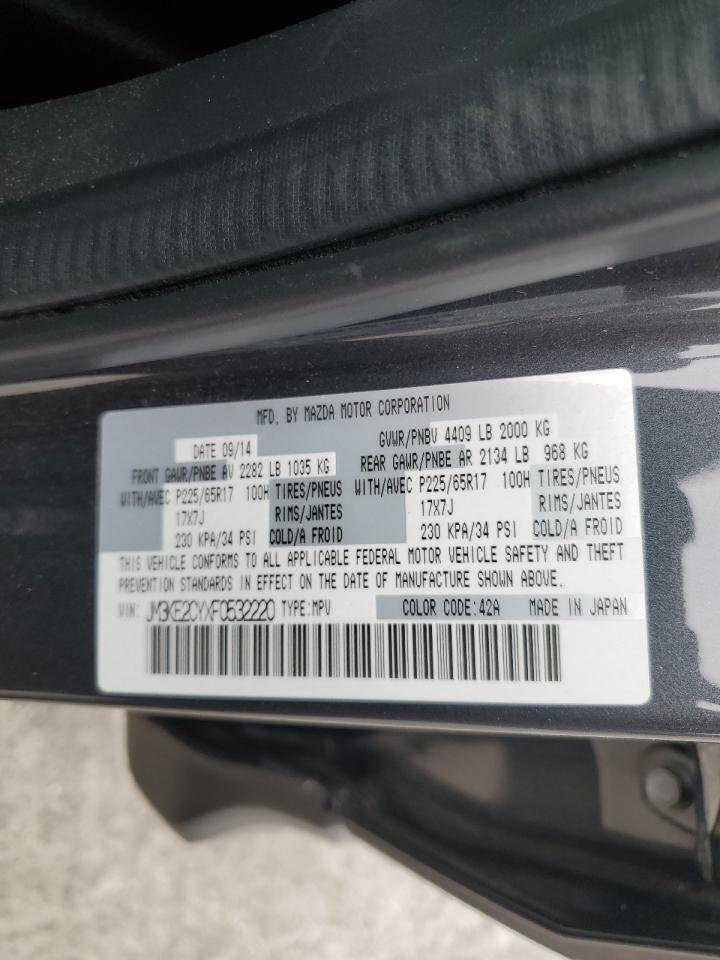 MFD. BY MAZDA MOTOR CORPORATION
DATE 09/14 GVWR/PNBV 4409 LB 2000 KG
FRONT GAWR/PNBE AV 2282 LB 1035 KG REAR GAWR/PNBE AR 2134 LB 968 KG
WITH/AVEC P225/65R17 100H TIRES/PNEUS WITH/AVEC P225/65R17 100H TIRES/PNEUS
17X7J RIMS/JANTES 17X7J RIMS/JANTES
230 KPA/34 PSI COLD/A FROID 230 KPA/34 PSI COLD/A FROID
THIS VEHICLE CONFORMS TO ALL APPLICABLE FEDERAL MOTOR VEHICLE SAFETY AND THEFT
PREVENTION STANDARDS IN EFFECT ON THE DATE OF MANUFACTURE SHOWN ABOVE.
VIN: JM3KE2CYXF0532220 TYPE:MPV COLOR CODE:42A MADE IN JAPAN